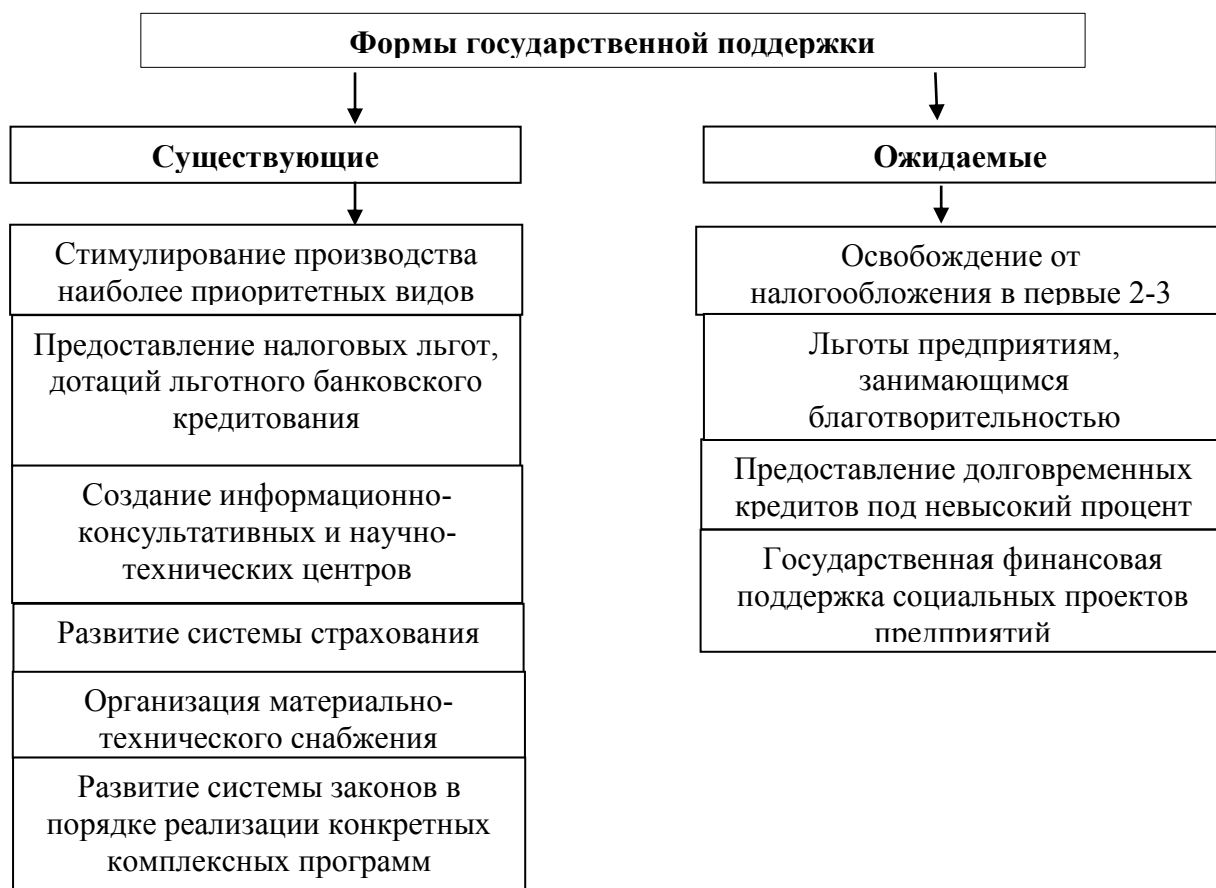 Формы государственной поддержки
Существующие
Стимулирование производства
наиболее приоритетных видов
Предоставление налоговых льгот,
дотаций льготного банковского
кредитования
Создание информационно-
консультативных и научно-
технических центров
Развитие системы страхования
Организация материально-
технического снабжения
Развитие системы законов в
порядке реализации конкретных
комплексных программ
Ожидаемые
Освобождение от
налогообложения в первые 2-3
Льготы предприятиям,
занимающимся
благотворительностью
Предоставление долговременных
кредитов под невысокий процент
Государственная финансовая
поддержка социальных проектов
предприятий